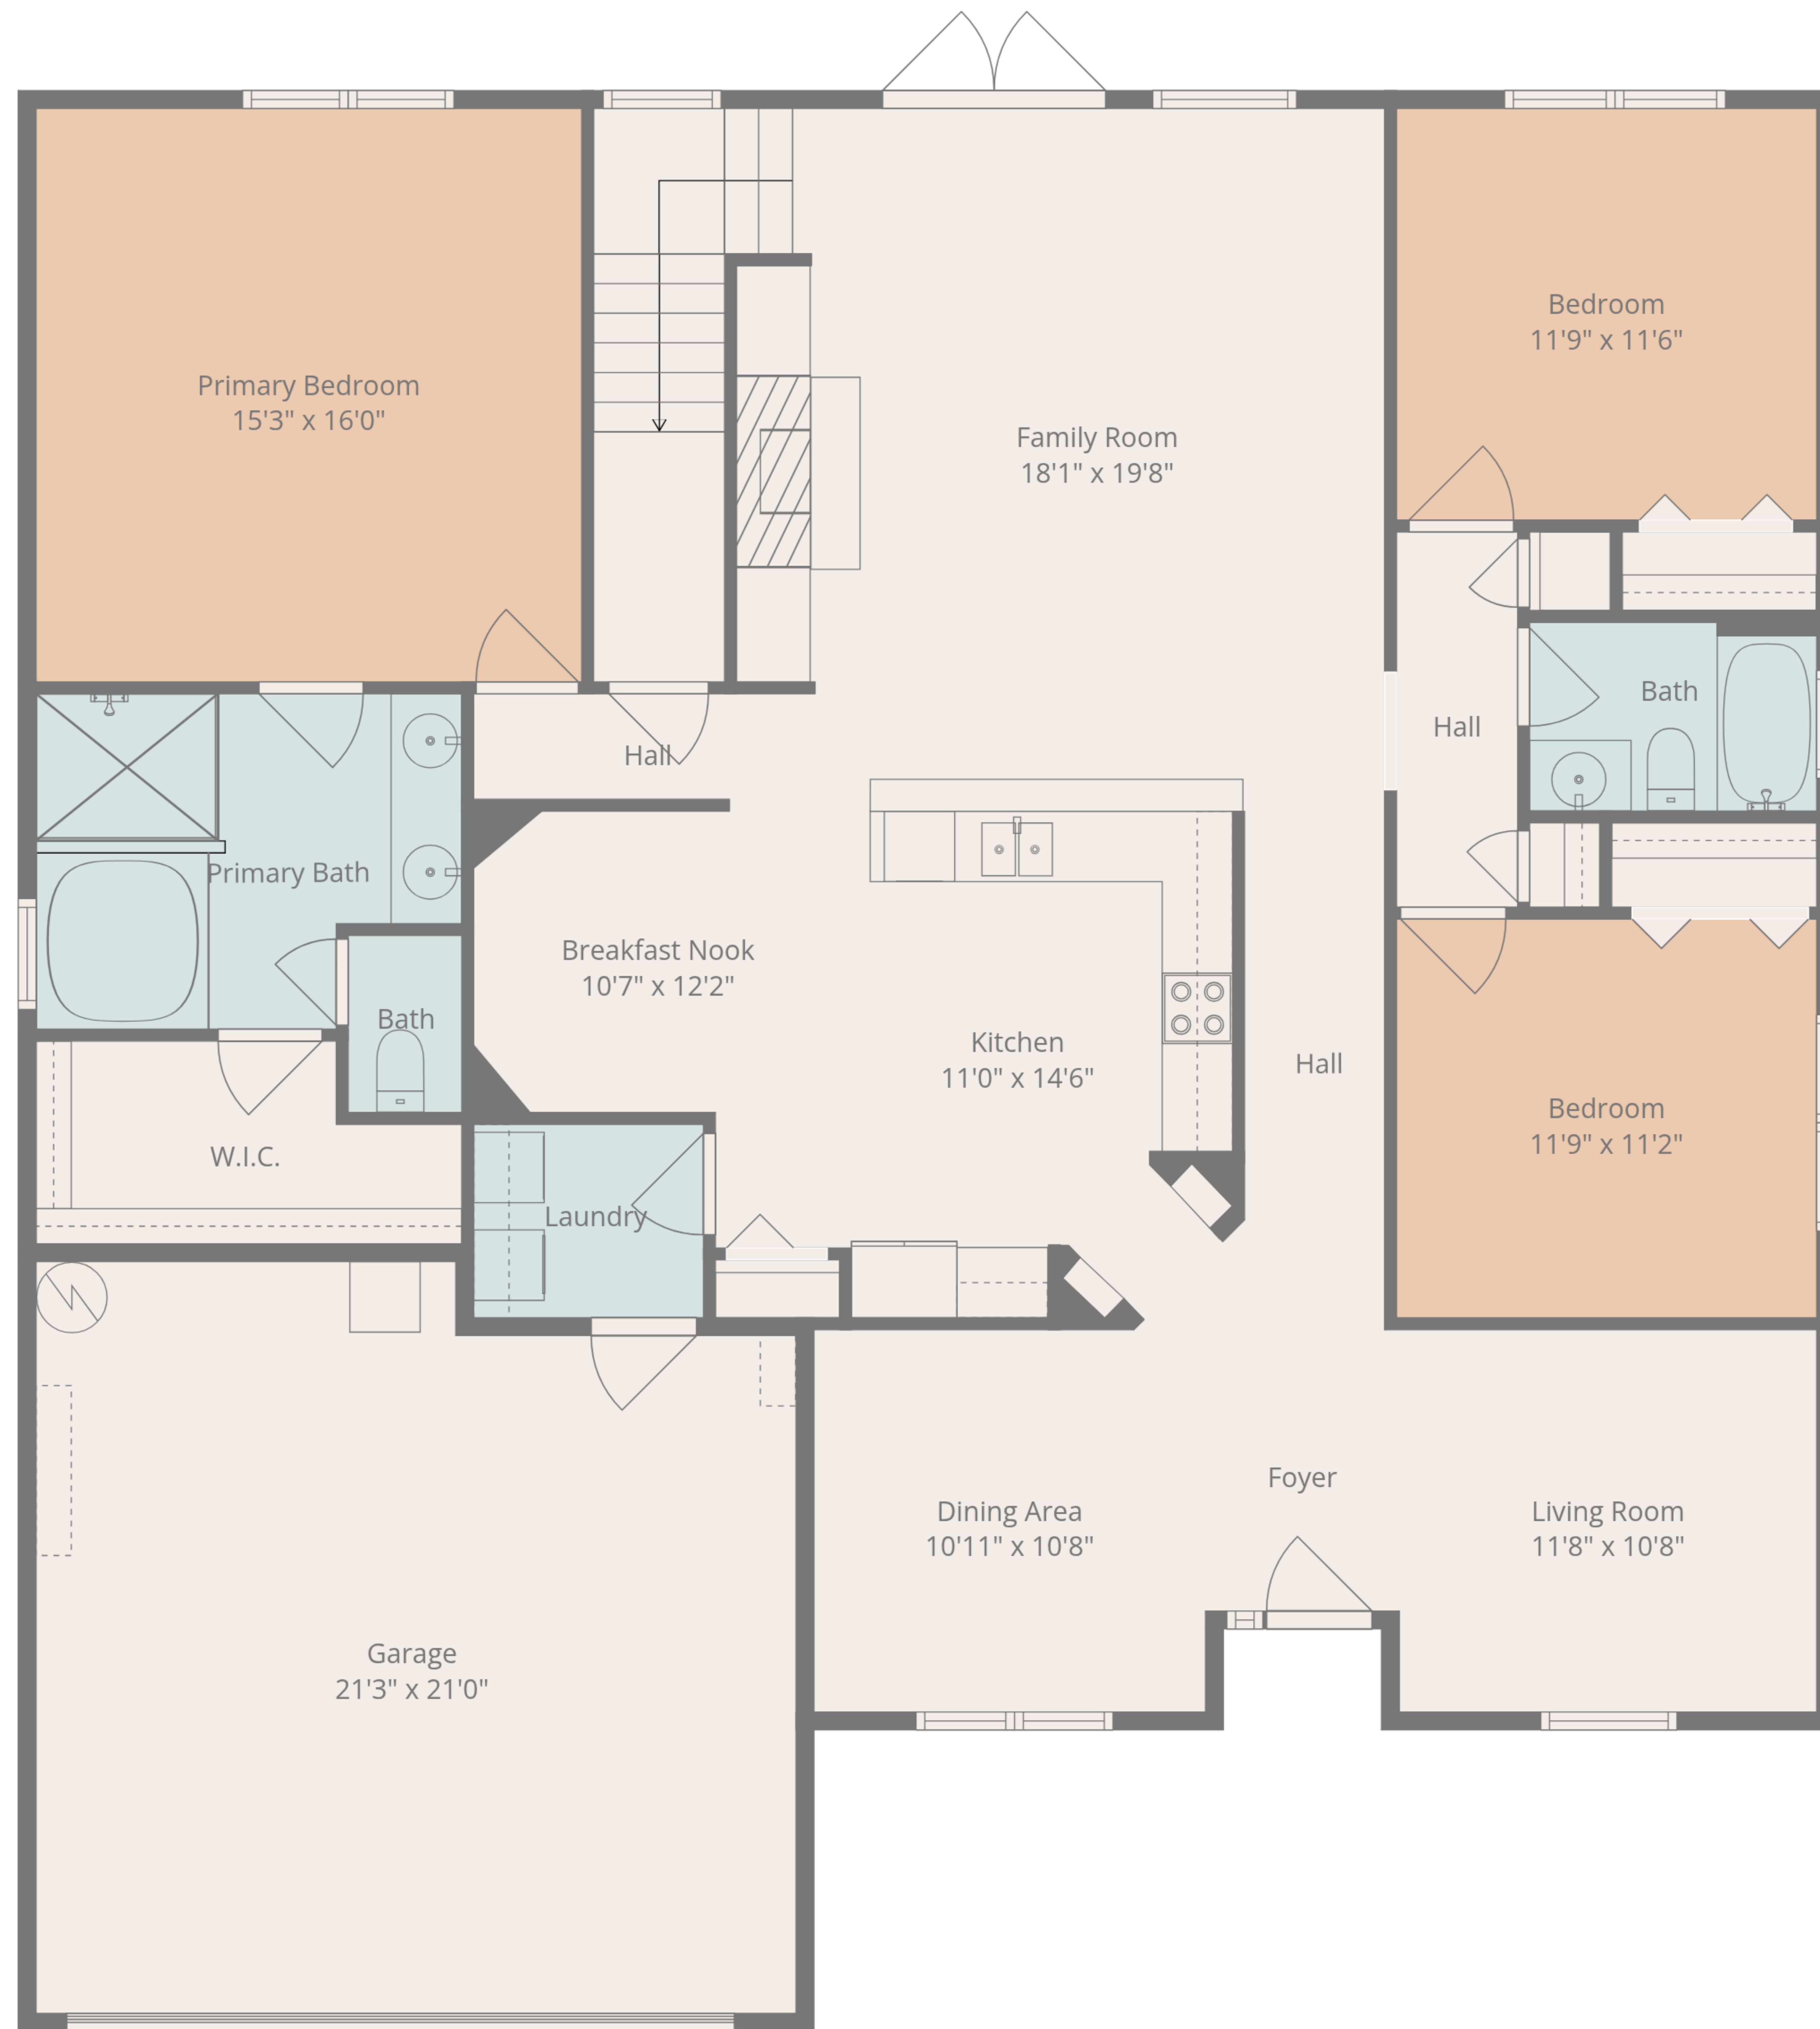 Bedroom
11'9" x 11'6"
Primary Bedroom
15'3" x 16'0"
Family Room
18'1" x 19'8"
Bath
Hall
Hall
Primary Bath
Breakfast Nook
10'7" x 12'2"
Bath
Kitchen
11'0" x 14'6"
Hall
Bedroom
11'9" x 11'2"
W.I.C.
Laundry
Foyer
Dining Area
10'11" x 10'8"
Living Room
11'8" x 10'8"
Garage
21'3" x 21'0"